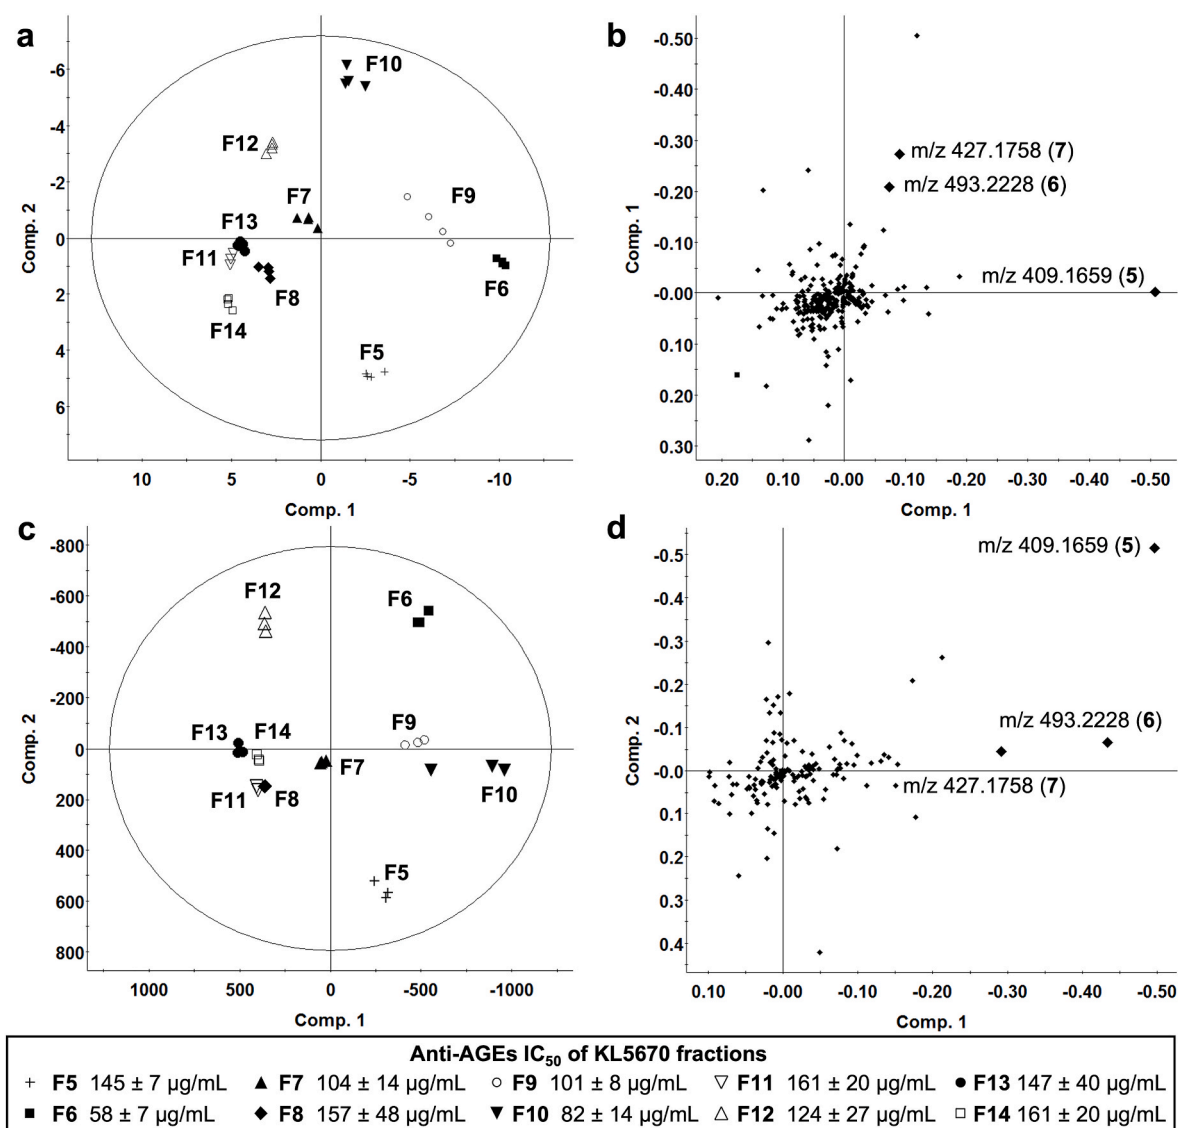 a
-6
-4
-2
0
2
4
6
Comp. 2
10 5 0 -5 -10
Comp. 1
F10
F12
F7
F9
F13
F11
F8
F6
F14
F5
b
-0.50
-0.30
-0.20
-0.10
-0.00
0.10
0.20
0.30
Comp. 1
0.20 0.10 -0.00 -0.10 -0.20 -0.30 -0.40 -0.50
Comp. 1
m/z 427.1758 (7)
m/z 493.2228 (6)
m/z 409.1659 (5)
c
-800
-600
-400
-200
0
200
400
600
800
Comp. 2
1000 500 0 -500 -1000
Comp. 1
F12
F6
F13
F14
F9
F7
F11
F8
F10
F5
d
-0.5
-0.3
-0.2
-0.1
-0.0
0.1
0.2
0.4
Comp. 2
0.10 -0.00 -0.10 -0.20 -0.30 -0.40 -0.50
Comp. 1
m/z 409.1659 (5)
m/z 493.2228 (6)
m/z 427.1758 (7)
Anti-AGEs IC50 of KL5670 fractions
F5 145 ± 7 µg/mL F7 104 ± 14 µg/mL F9 101 ± 8 µg/mL F11 161 ± 20 µg/mL F13 147 ± 40 µg/mL
F6 58 ± 7 µg/mL F8 157 ± 48 µg/mL F10 82 ± 14 µg/mL F12 124 ± 27 µg/mL F14 161 ± 20 µg/mL